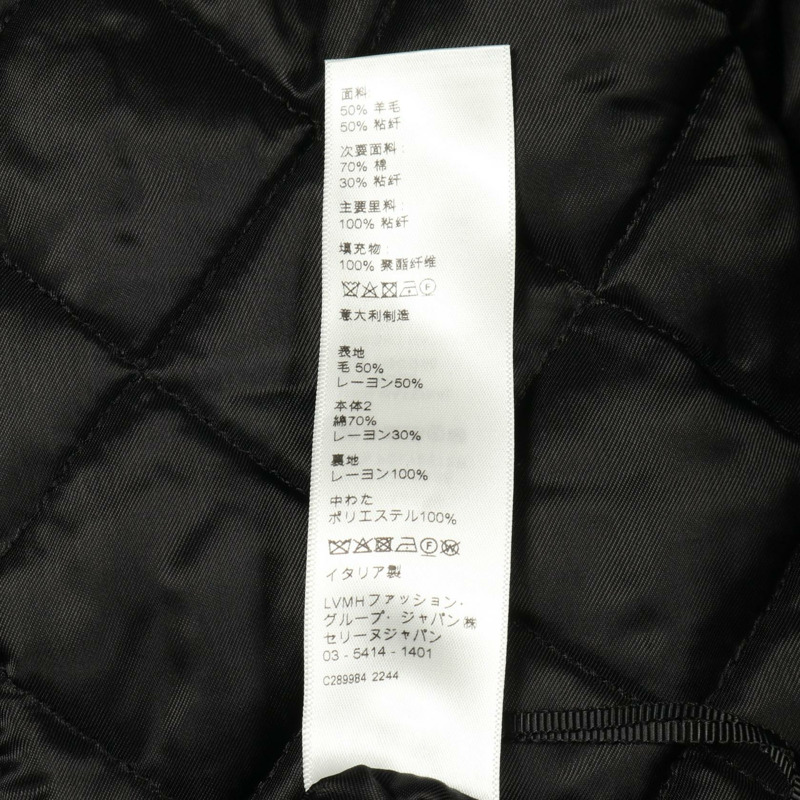 面料:
50% 羊毛
50% 粘纤
次要面料:
70% 棉
30% 粘纤
主要里料:
100% 粘纤
填充物:
100% 聚酯纤维
意大利制造
表地
毛 50%
レーヨン50%
本体2
綿70%
レーヨン30%
裏地
レーヨン100%
中わた
ポリエステル100%
イタリア製
LVMHファッション・
グループ・ジャパン㈱
セリーヌジャパン
03 - 5414 - 1401
C289984 2244